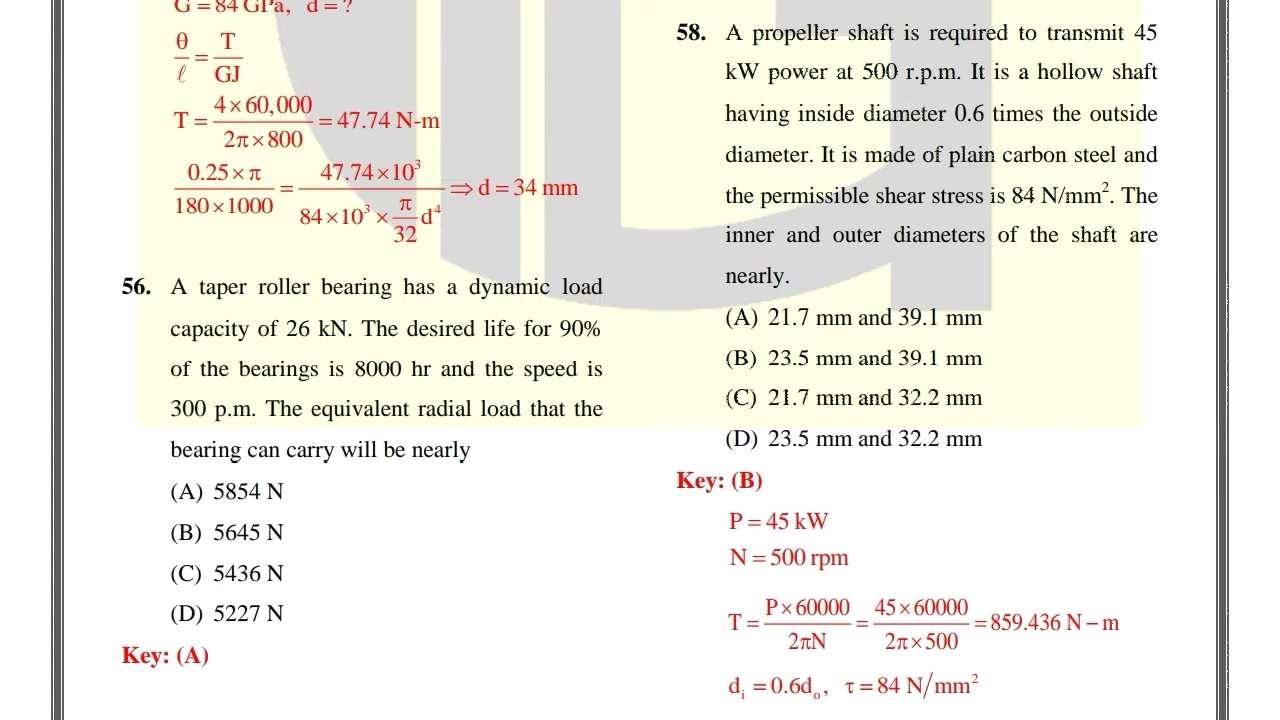 G = 84 GPa, d = ?
θ/ℓ = T/GJ
T = 4×60,000 / 2π×800 = 47.74 N-m
0.25×π / 180×1000 = 47.74×10³ / 84×10³ × π/32 d⁴ ⇒ d = 34 mm
56. A taper roller bearing has a dynamic load
capacity of 26 kN. The desired life for 90%
of the bearings is 8000 hr and the speed is
300 p.m. The equivalent radial load that the
bearing can carry will be nearly
(A) 5854 N
(B) 5645 N
(C) 5436 N
(D) 5227 N
Key: (A)
58. A propeller shaft is required to transmit 45
kW power at 500 r.p.m. It is a hollow shaft
having inside diameter 0.6 times the outside
diameter. It is made of plain carbon steel and
the permissible shear stress is 84 N/mm². The
inner and outer diameters of the shaft are
nearly.
(A) 21.7 mm and 39.1 mm
(B) 23.5 mm and 39.1 mm
(C) 21.7 mm and 32.2 mm
(D) 23.5 mm and 32.2 mm
Key: (B)
P = 45 kW
N = 500 rpm
T = P×60000 / 2πN = 45×60000 / 2π×500 = 859.436 N – m
dᵢ = 0.6dₒ, τ = 84 N/mm²